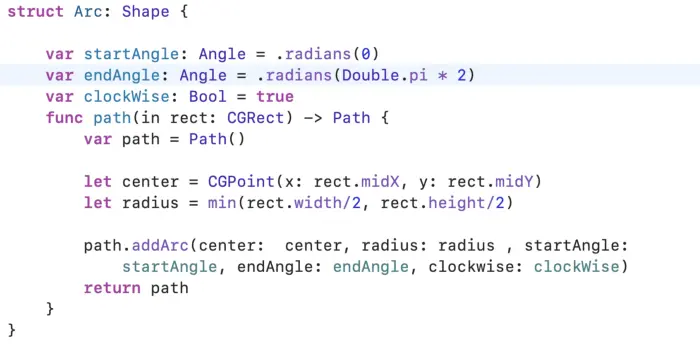 struct Arc: Shape {
var startAngle: Angle = .radians(0)
var endAngle: Angle = .radians(Double.pi * 2)
var clockWise: Bool = true
func path(in rect: CGRect) -> Path {
var path = Path()
let center = CGPoint(x: rect.midX, y: rect.midY)
let radius = min(rect.width/2, rect.height/2)
path.addArc(center:  center, radius: radius , startAngle:
startAngle, endAngle: endAngle, clockwise: clockWise)
return path
}
}